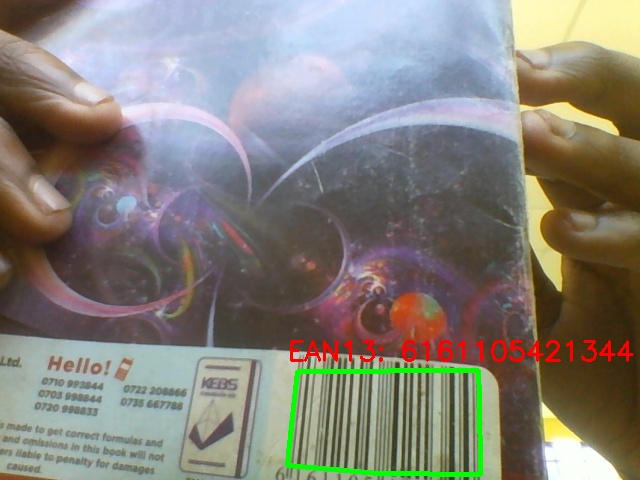 EAN13: 6161105421344
Ltd.
Hello!
0710 993844
0722 208866
0703 998844
0735 667788
0720 998833
KEBS
s made to get correct formulas and
and omissions in this book will not
ers liable to penalty for damages
caused.